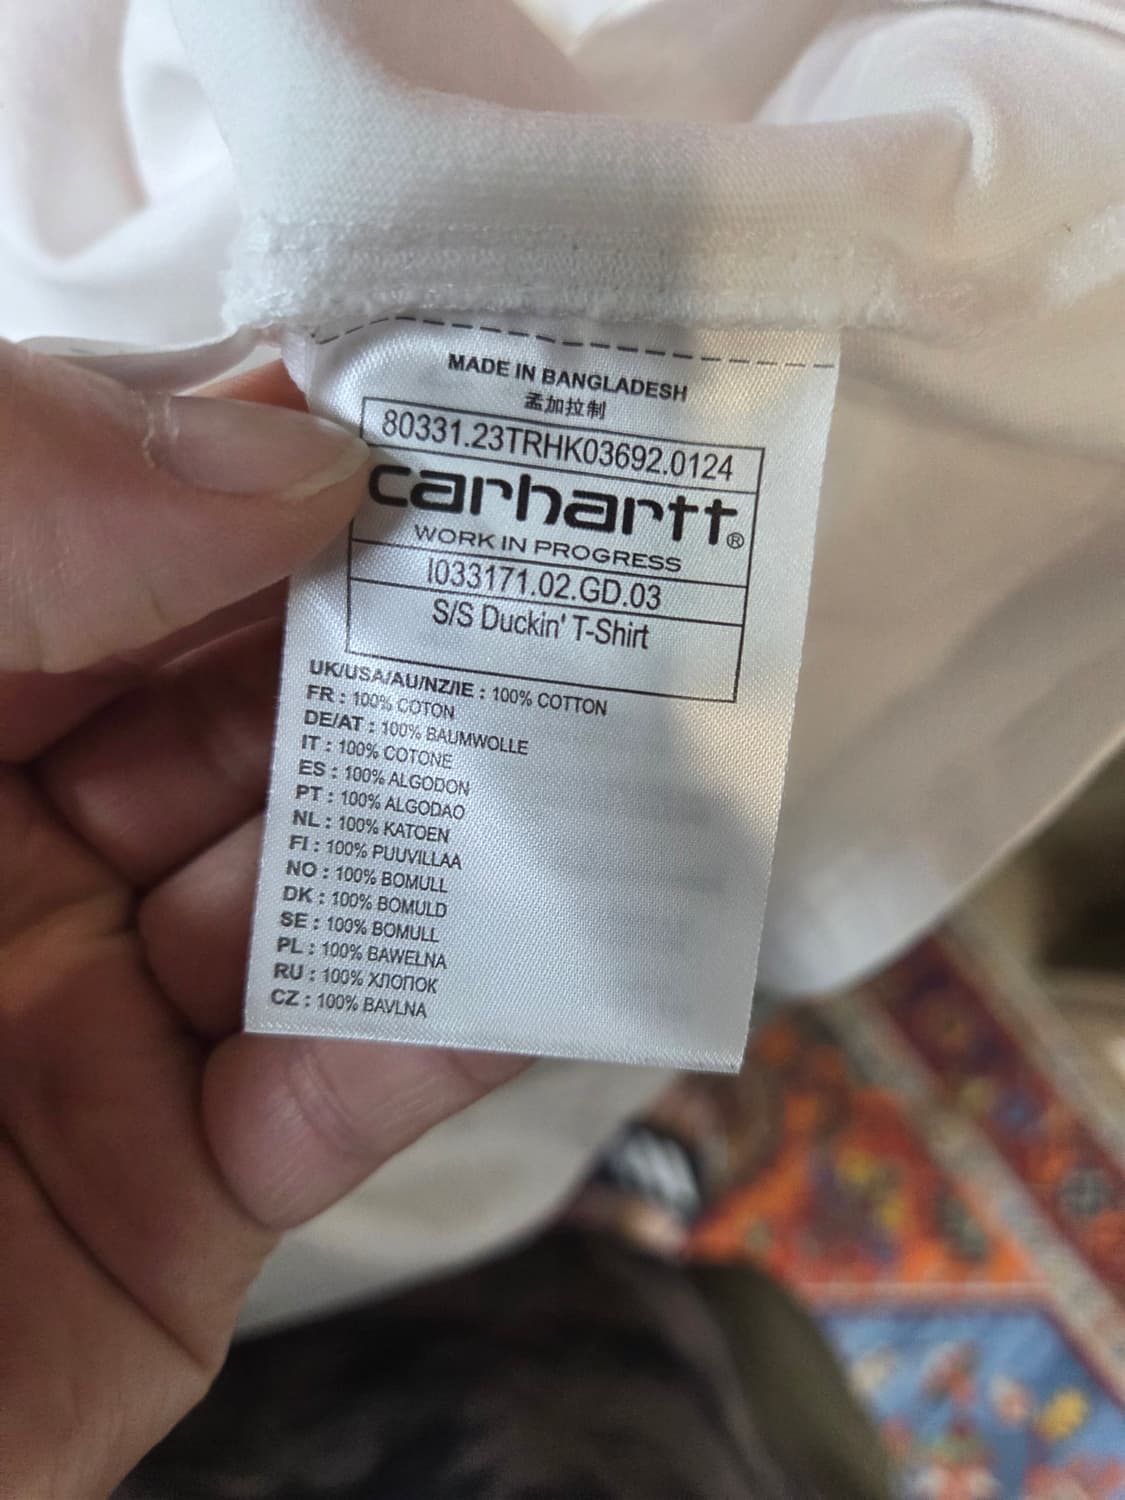 MADE IN BANGLADESH
孟加拉制
80331.23TRHK03692.0124
carhartt®
WORK IN PROGRESS
I033171.02.GD.03
S/S Duckin' T-Shirt
UK/USA/AU/NZ/IE : 100% COTTON
FR : 100% COTON
DE/AT : 100% BAUMWOLLE
IT : 100% COTONE
ES : 100% ALGODON
PT : 100% ALGODAO
NL : 100% KATOEN
FI : 100% PUUVILLAA
NO : 100% BOMULL
DK : 100% BOMULD
SE : 100% BOMULL
PL : 100% BAWEŁNA
RU : 100% ХЛОПОК
CZ : 100% BAVLNA